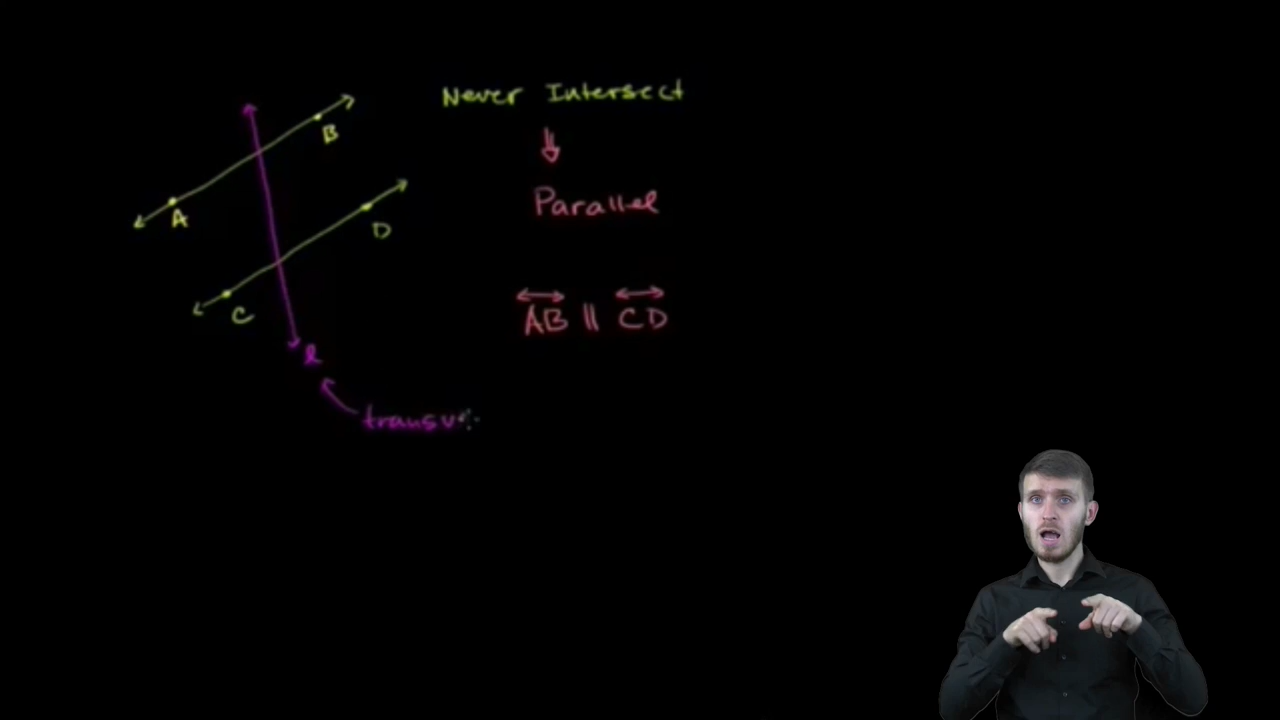 Never Intersect
B
Parallel
A
D
AB || CD
C
l
transv